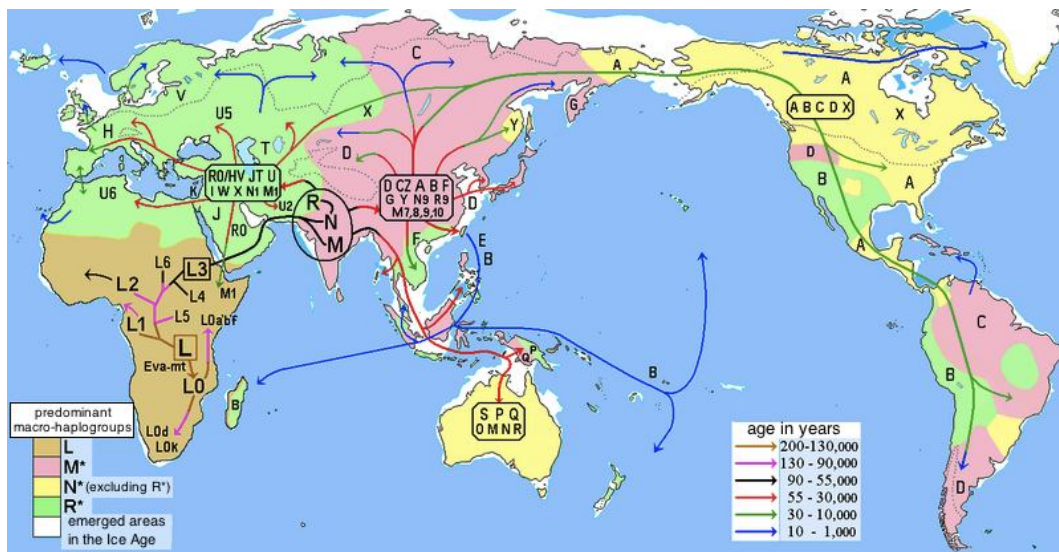 C
A
A
V
X
A B C D X
X
U5
G
H
Y
T
D
D
A
R0/HV JT U
I W X N1 M1
D CZ A B F
G Y N9 R9
M7,8,9,10
B
U6
K
R
N
M
U2
D
J
R0
F
E
B
A
L6
L3
L2
L4
M1
C
L5
L1
L0abf
L
P
Q
Eva-mt
B
B
L0
B
S P Q
O M N R
predominant
macro-haplogroups
L0d
L0k
L
M*
N* (excluding R*)
R*
emerged areas
in the Ice Age
age in years
200-130,000
130 - 90,000
90 - 55,000
55 - 30,000
30 - 10,000
10 - 1,000
D